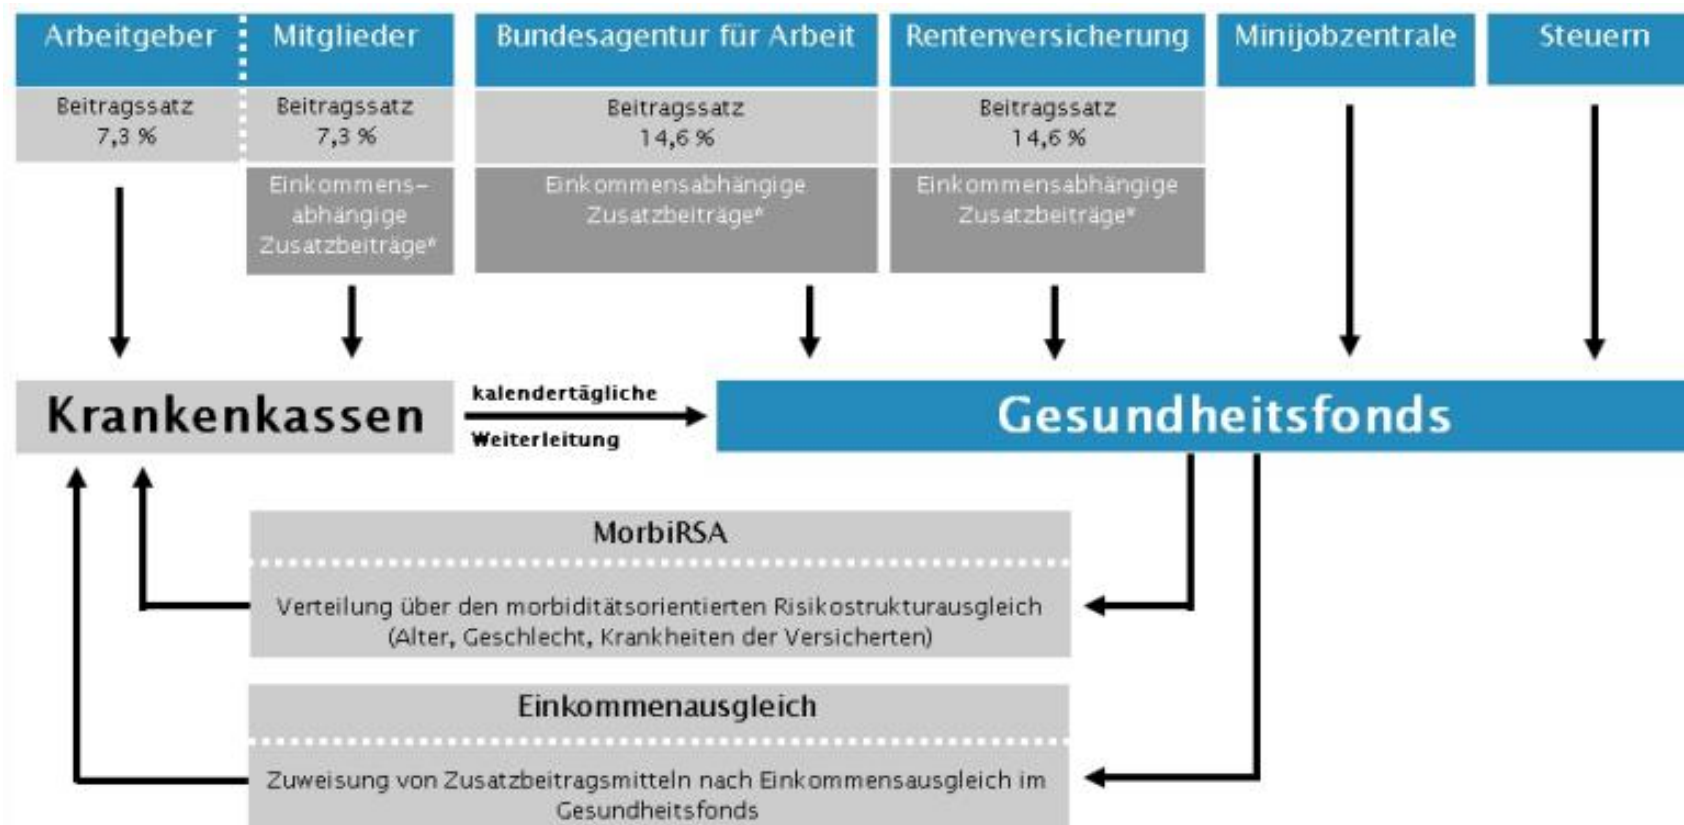 Arbeitgeber
Mitglieder
Bundesagentur für Arbeit
Rentenversicherung
Minijobzentrale
Steuern
Beitragssatz
7,3 %
Beitragssatz
7,3 %
Beitragssatz
14,6 %
Beitragssatz
14,6 %
Einkommens-
abhängige
Zusatzbeiträge*
Einkommensabhängige
Zusatzbeiträge*
Einkommensabhängige
Zusatzbeiträge*
Krankenkassen
kalendertägliche
Weiterleitung
Gesundheitsfonds
MorbiRSA
Verteilung über den morbiditätsorientierten Risikostrukturausgleich
(Alter, Geschlecht, Krankheiten der Versicherten)
Einkommenausgleich
Zuweisung von Zusatzbeitragsmitteln nach Einkommensausgleich im
Gesundheitsfonds